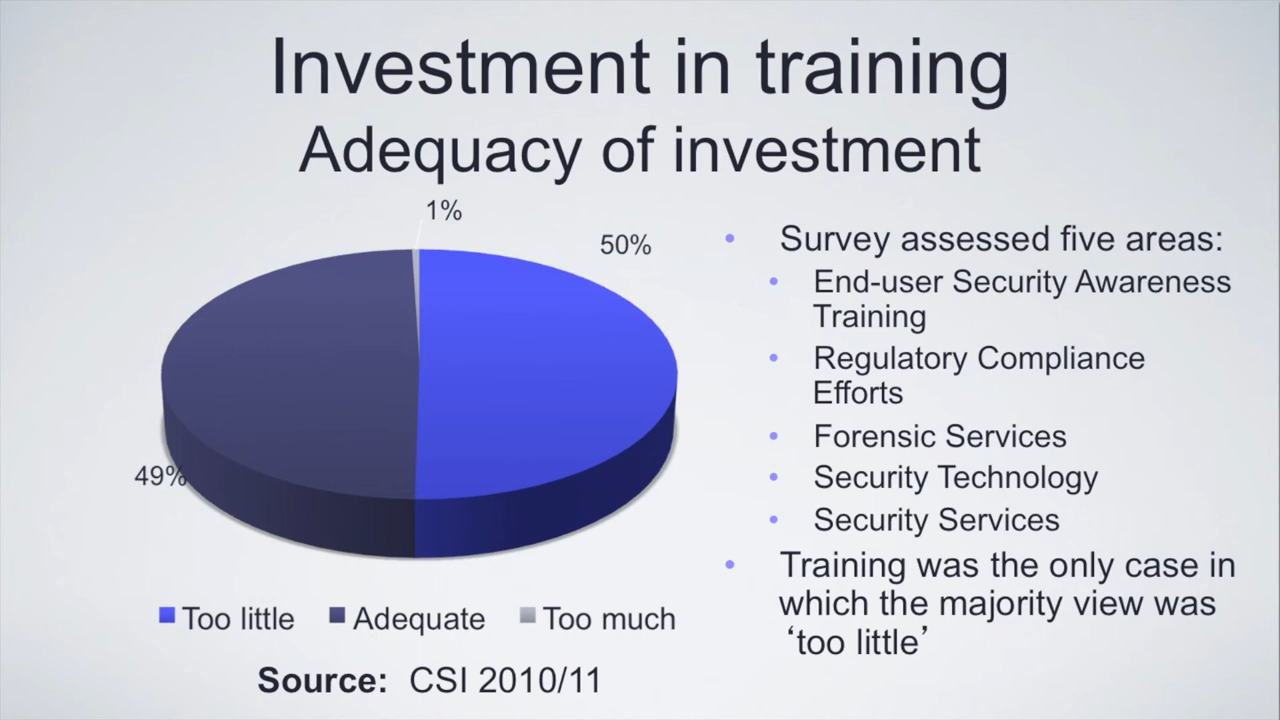 Investment in training
Adequacy of investment
1%
50%
49%
Too little
Adequate
Too much
Source: CSI 2010/11
• Survey assessed five areas:
• End-user Security Awareness
Training
• Regulatory Compliance
Efforts
• Forensic Services
• Security Technology
• Security Services
• Training was the only case in
which the majority view was
‘too little’